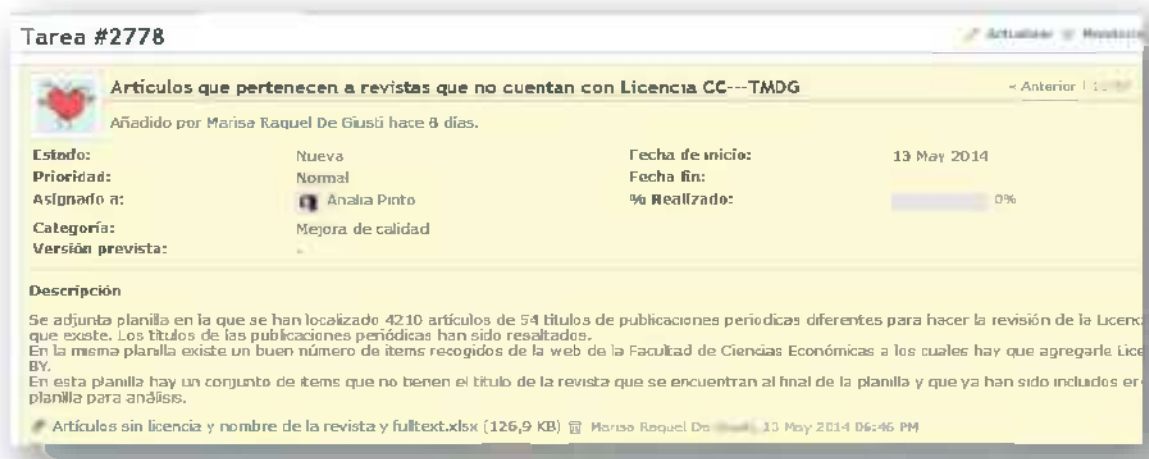 Tarea #2778
Actualizar
Artículos que pertenecen a revistas que no cuentan con Licencia CC---TMDG
« Anterior |
Añadido por Marisa Raquel De Giusti hace 8 días.
Estado: Nueva Fecha de inicio: 13 May 2014
Prioridad: Normal Fecha fin:
Asignado a: Analía Pinto % Realizado: 0%
Categoría: Mejora de calidad
Versión prevista: -
Descripción
Se adjunta planilla en la que se han localizado 4210 artículos de 54 títulos de publicaciones periodicas diferentes para hacer la revisión de la Licenc
que existe. Los títulos de las publicaciones periódicas han sido resaltados.
En la misma planilla existe un buen número de items recogidos de la web de la Facultad de Ciencias Económicas a los cuales hay que agregarle Lice
BY.
En esta planilla hay un conjunto de items que no tienen el titulo de la revista que se encuentran al final de la planilla y que ya han sido incluidos en
planilla para análisis.
Artículos sin licencia y nombre de la revista y fulltext.xlsx (126,9 KB) Marisa Raquel De 13 May 2014 06:46 PM